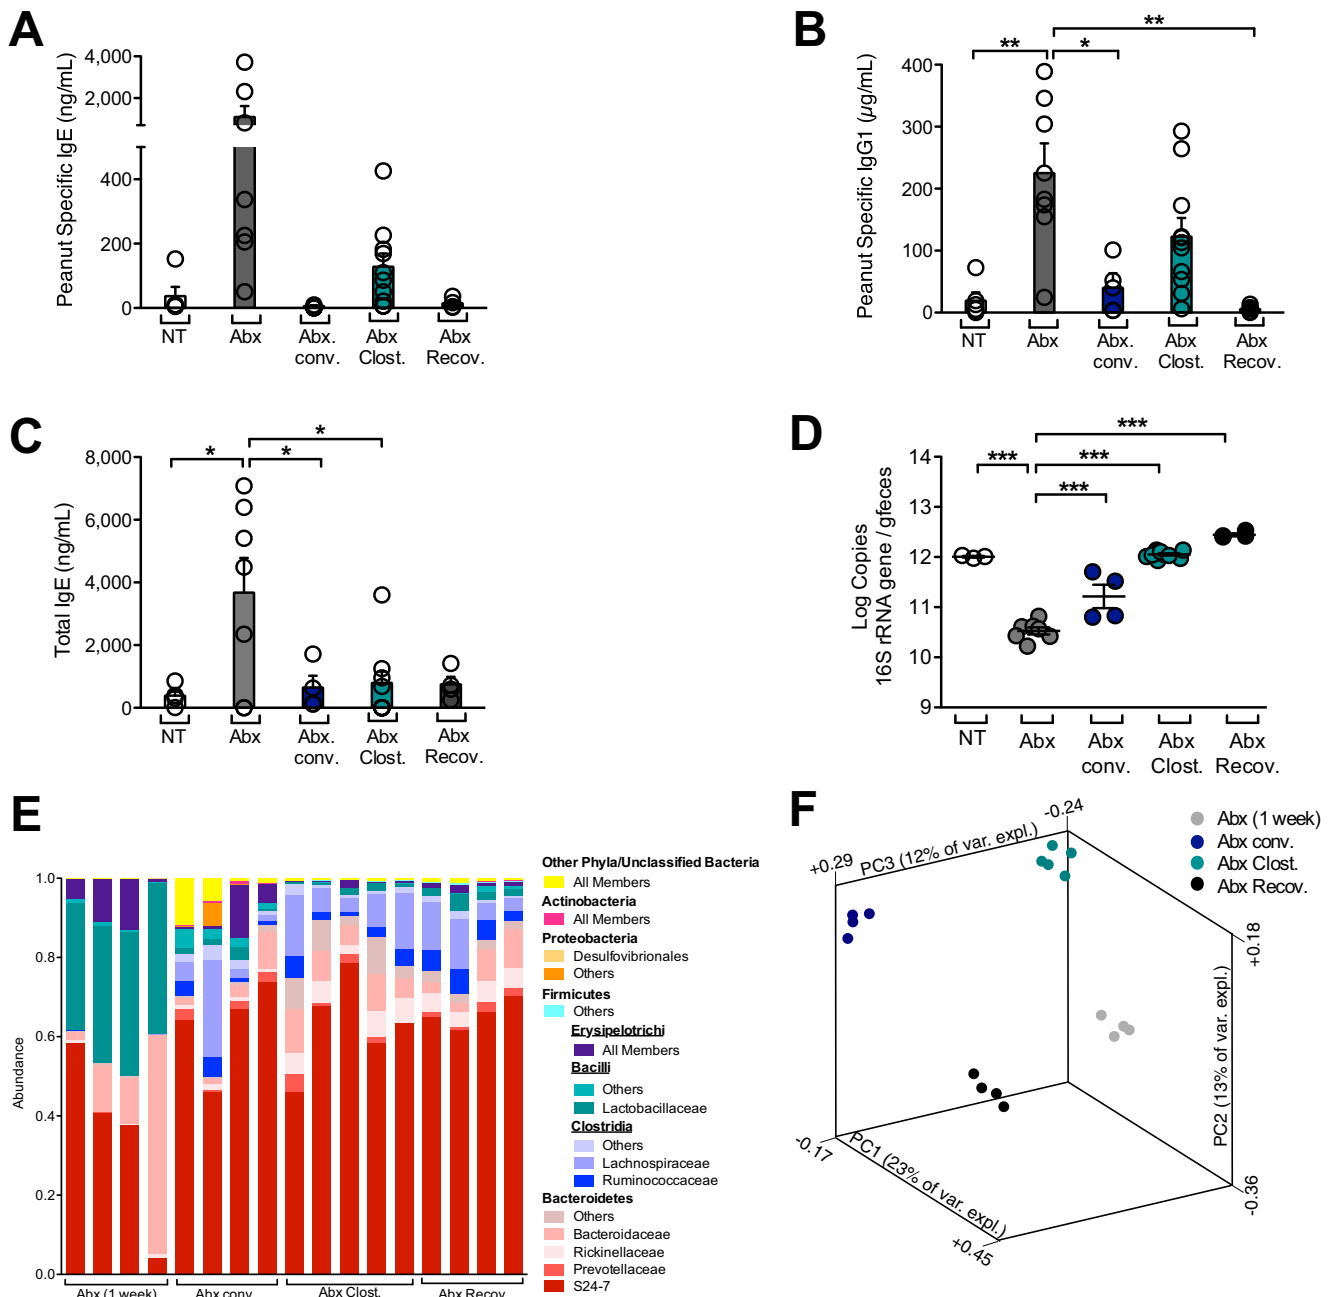 A
Peanut Specific IgE (ng/mL)
4,000
2,000
400
200
0
NT
Abx
Abx.
conv.
Abx
Clost.
Abx
Recov.
B
Peanut Specific IgG1 (µg/mL)
** *
**
400
300
200
100
0
NT
Abx
Abx.
conv.
Abx
Clost.
Abx
Recov.
C
Total IgE (ng/mL)
* *
*
8,000
6,000
4,000
2,000
0
NT
Abx
Abx.
conv.
Abx
Clost.
Abx
Recov.
D
Log Copies
16S rRNA gene / gfeces
***
*** ***
***
14
13
12
11
10
9
NT
Abx
Abx
conv.
Abx
Clost.
Abx
Recov.
E
Abundance
1.0
0.8
0.6
0.4
0.2
0.0
Abx (1 week)
Abx conv.
Abx Clost.
Abx Recov.
Other Phyla/Unclassified Bacteria
All Members
Actinobacteria
All Members
Proteobacteria
Desulfovibrionales
Others
Firmicutes
Others
Erysipelotrichi
All Members
Bacilli
Others
Lactobacillaceae
Clostridia
Others
Lachnospiraceae
Ruminococcaceae
Bacteroidetes
Others
Bacteroidaceae
Rickinellaceae
Prevotellaceae
S24-7
F
+0.29
PC3 (12% of var. expl.)
-0.24
+0.18
PC2 (13% of var. expl.)
-0.36
-0.17
PC1 (23% of var. expl.)
+0.45
Abx (1 week)
Abx conv.
Abx Clost.
Abx Recov.